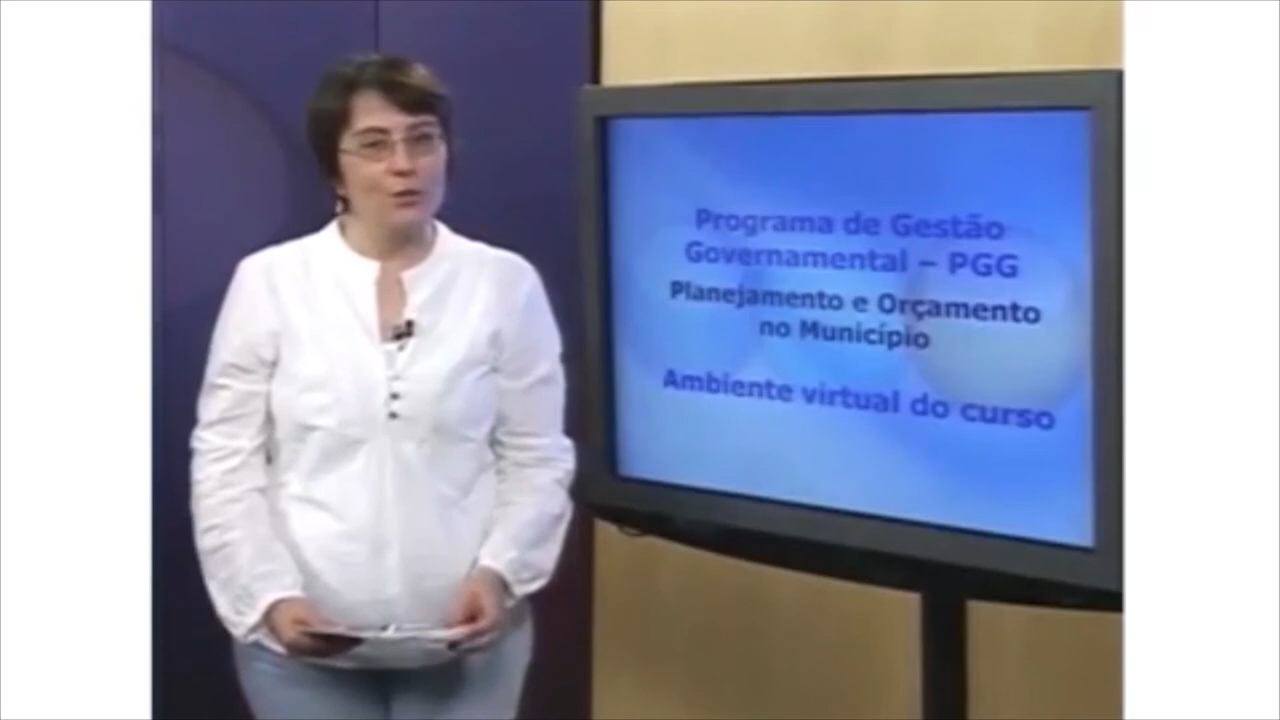 Programa de Gestão
Governamental – PGG
Planejamento e Orçamento
no Município
Ambiente virtual do curso